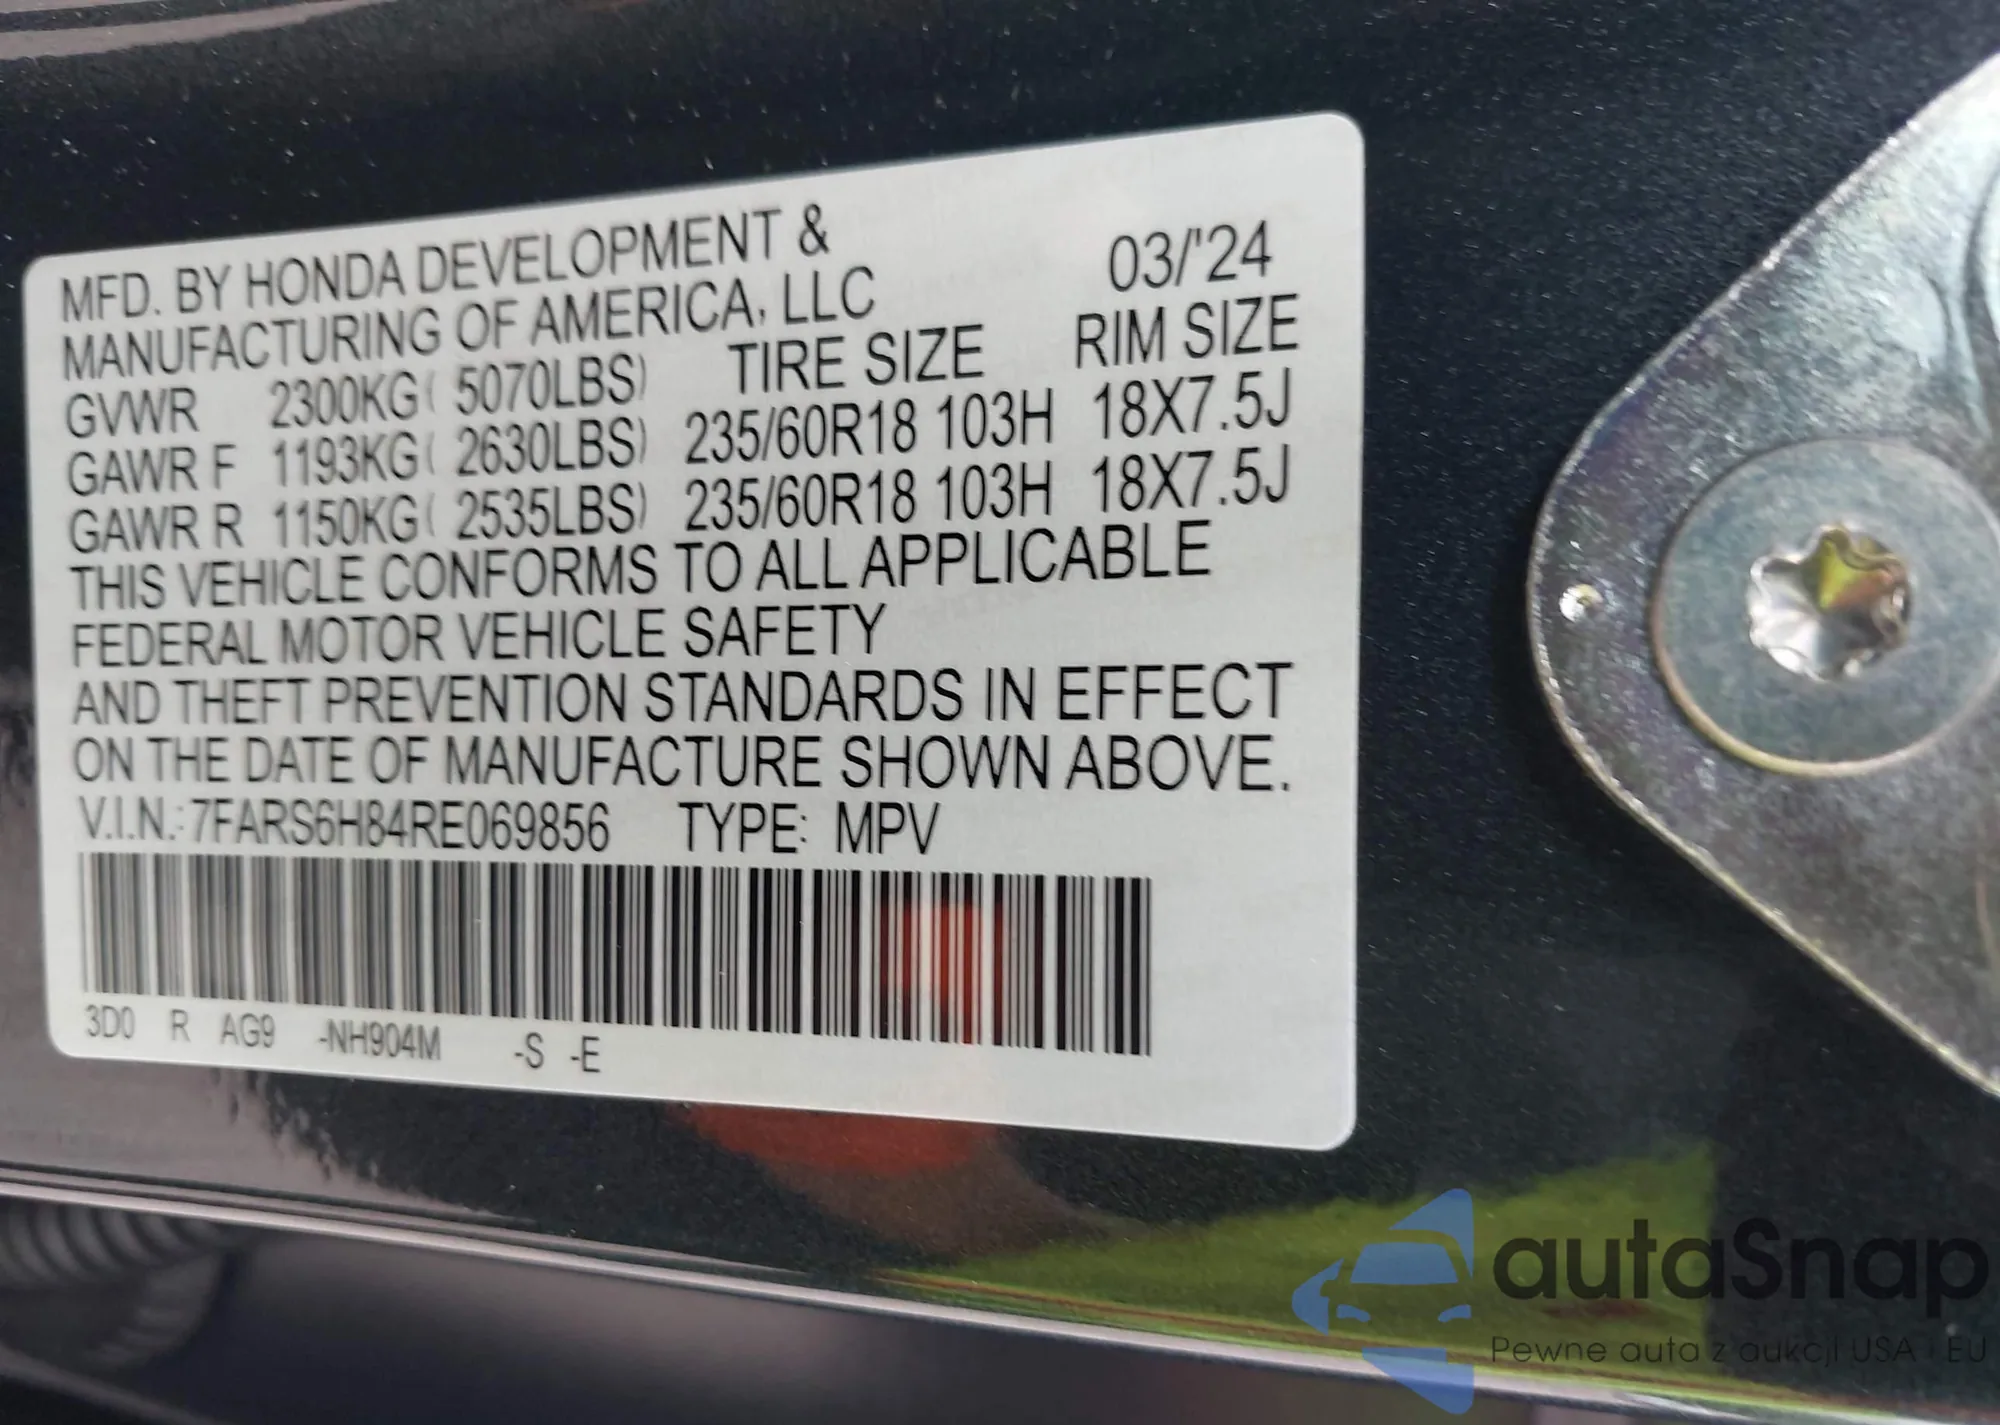 MFD. BY HONDA DEVELOPMENT & 03/'24
MANUFACTURING OF AMERICA, LLC
TIRE SIZE RIM SIZE
GVWR 2300KG( 5070LBS)
GAWR F 1193KG( 2630LBS) 235/60R18 103H 18X7.5J
GAWR R 1150KG( 2535LBS) 235/60R18 103H 18X7.5J
THIS VEHICLE CONFORMS TO ALL APPLICABLE
FEDERAL MOTOR VEHICLE SAFETY
AND THEFT PREVENTION STANDARDS IN EFFECT
ON THE DATE OF MANUFACTURE SHOWN ABOVE.
V.I.N.:7FARS6H84RE069856 TYPE: MPV
3D0 R AG9 -NH904M -S -E
autaSnap
Pewne auta z aukcji USA i EU